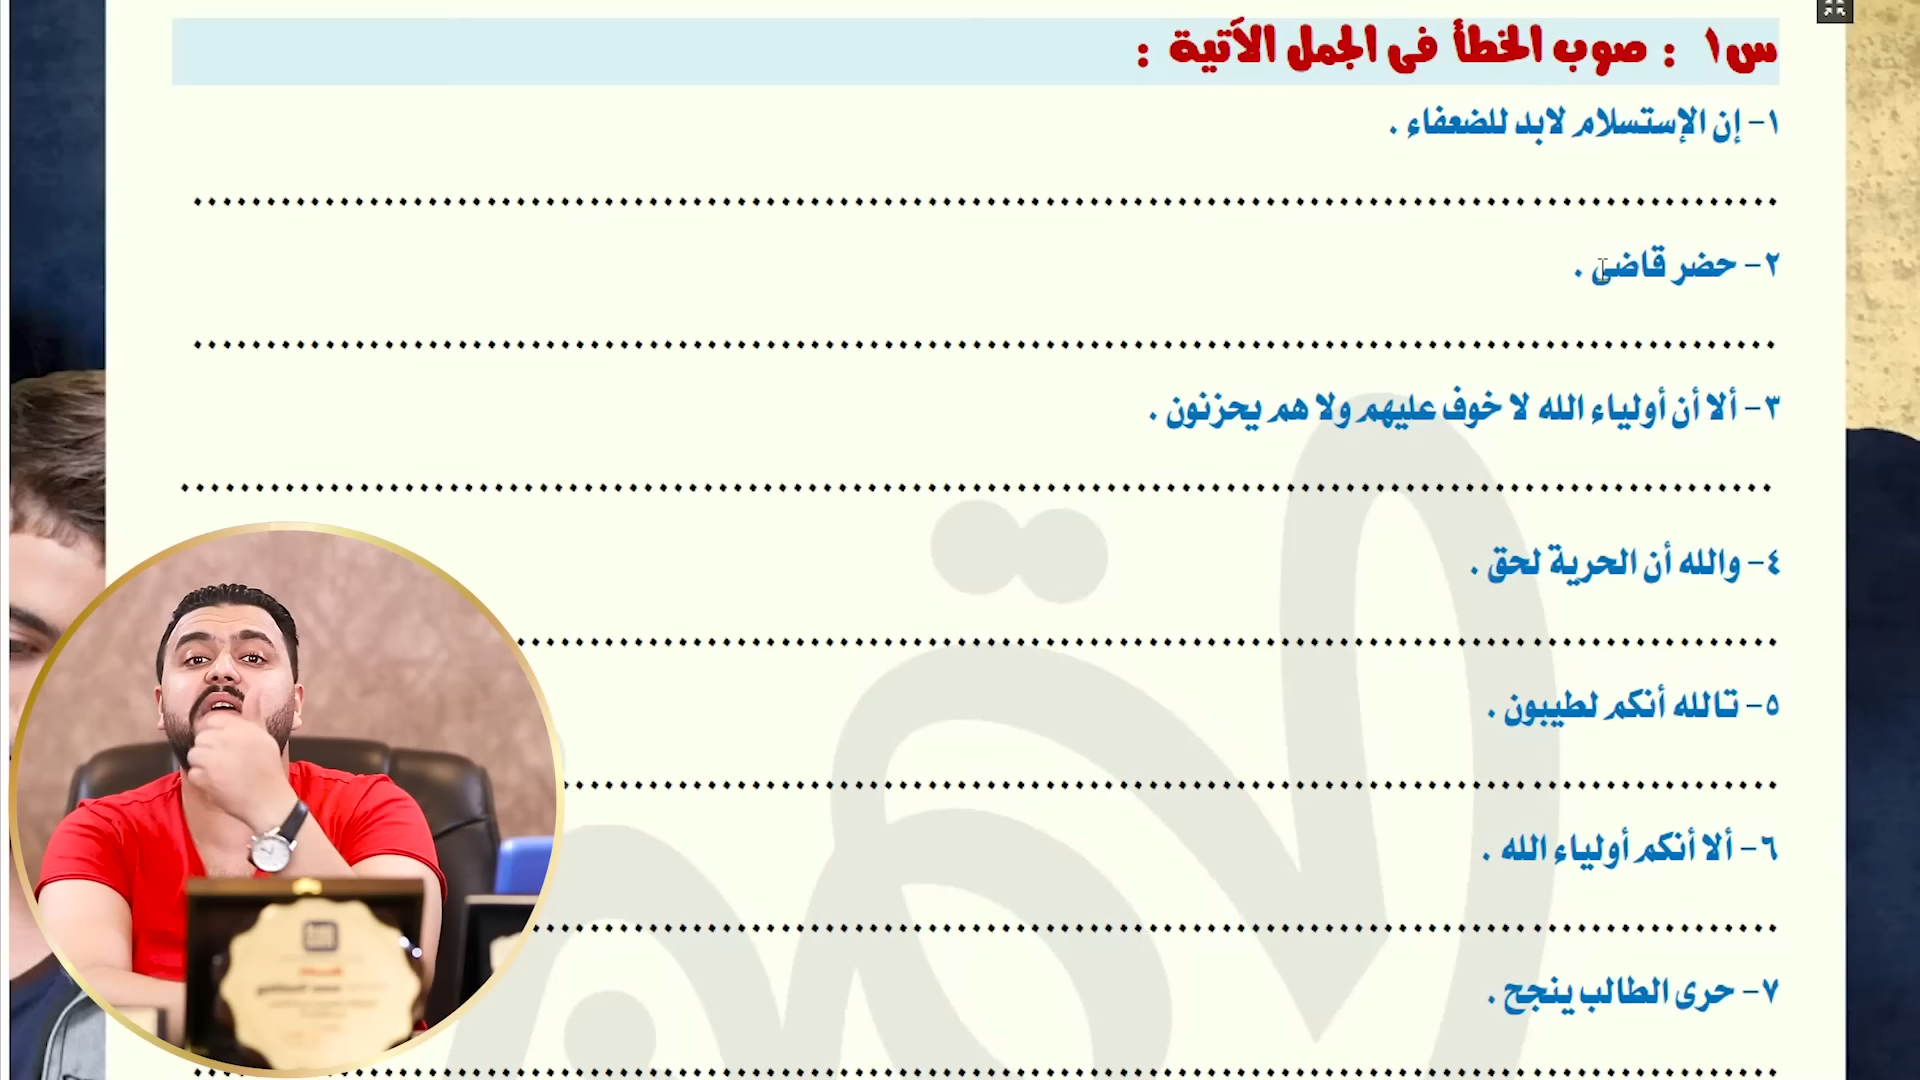 س١ : صوب الخطأ فى الجمل الآتية :
١- إن الإستسلام لابد للضعفاء .
٢- حضر قاضى .
٣- ألا أن أولياء الله لا خوف عليهم ولا هم يحزنون .
٤- والله أن الحرية لحق .
٥- تالله أنكم لطيبون .
٦- ألا أنكم أولياء الله .
٧- حرى الطالب ينجح .